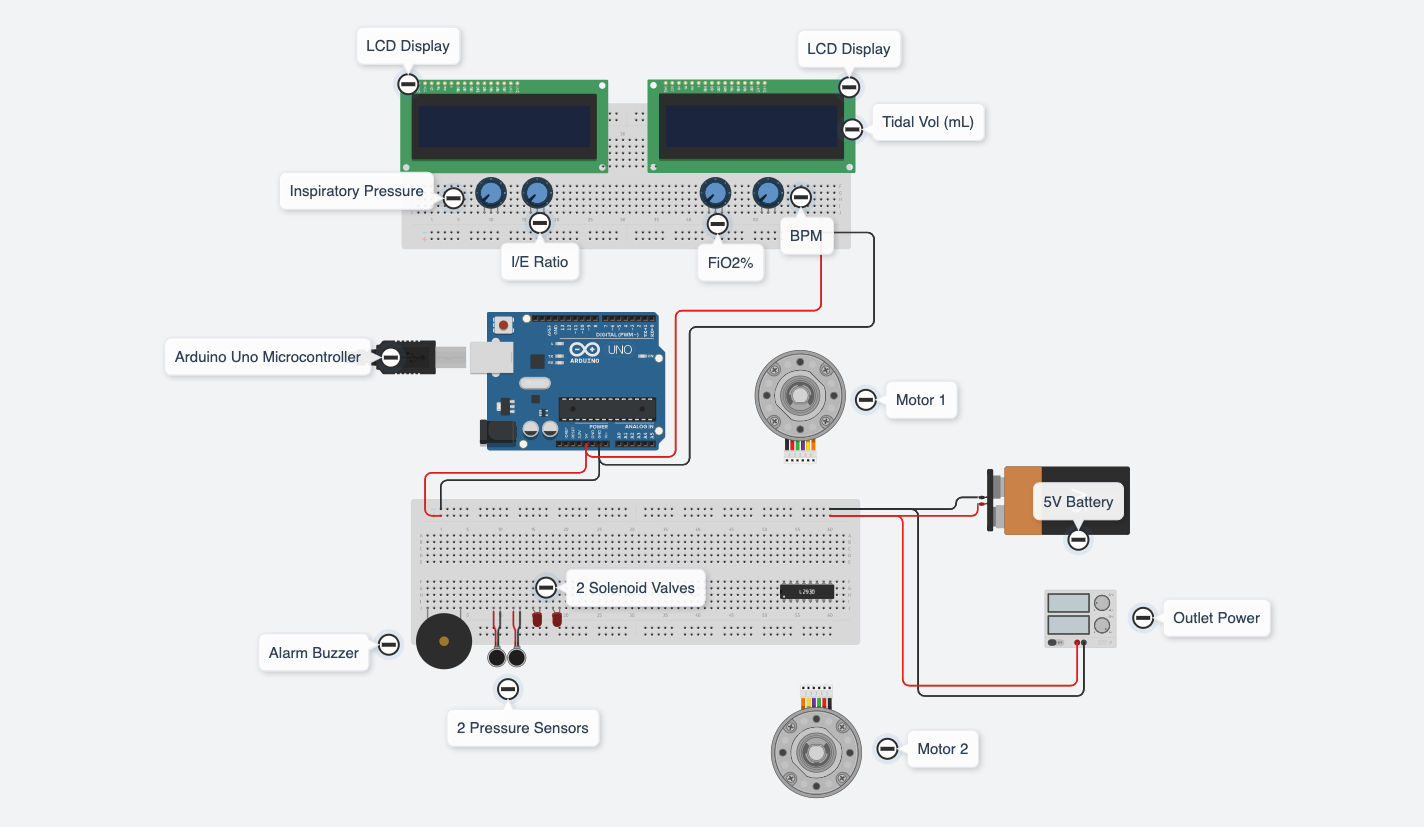 LCD Display
LCD Display
Tidal Vol (mL)
Inspiratory Pressure
BPM
I/E Ratio
FiO2%
DIGITAL (PWM~)
UNO
ARDUINO
Arduino Uno Microcontroller
ON
POWER
ANALOG IN
Motor 1
5V Battery
2 Solenoid Valves
L293D
Outlet Power
Alarm Buzzer
2 Pressure Sensors
Motor 2